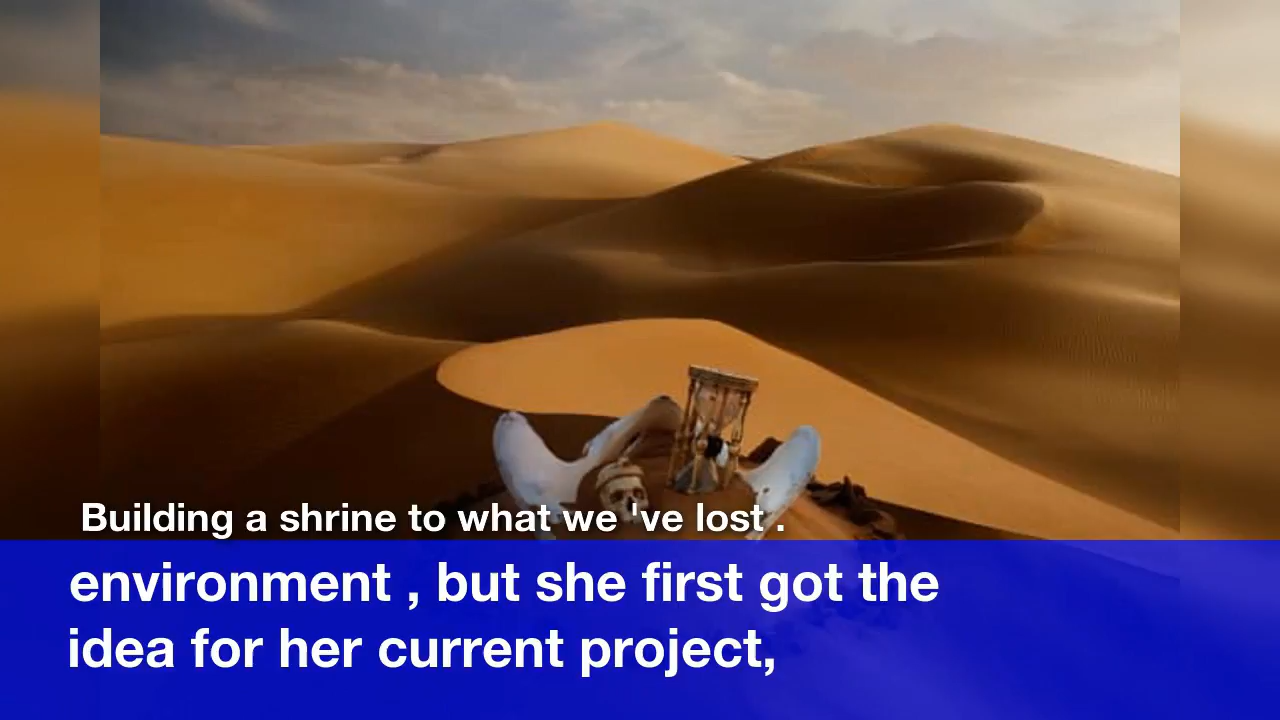 Building a shrine to what we 've lost .
environment , but she first got the
idea for her current project,